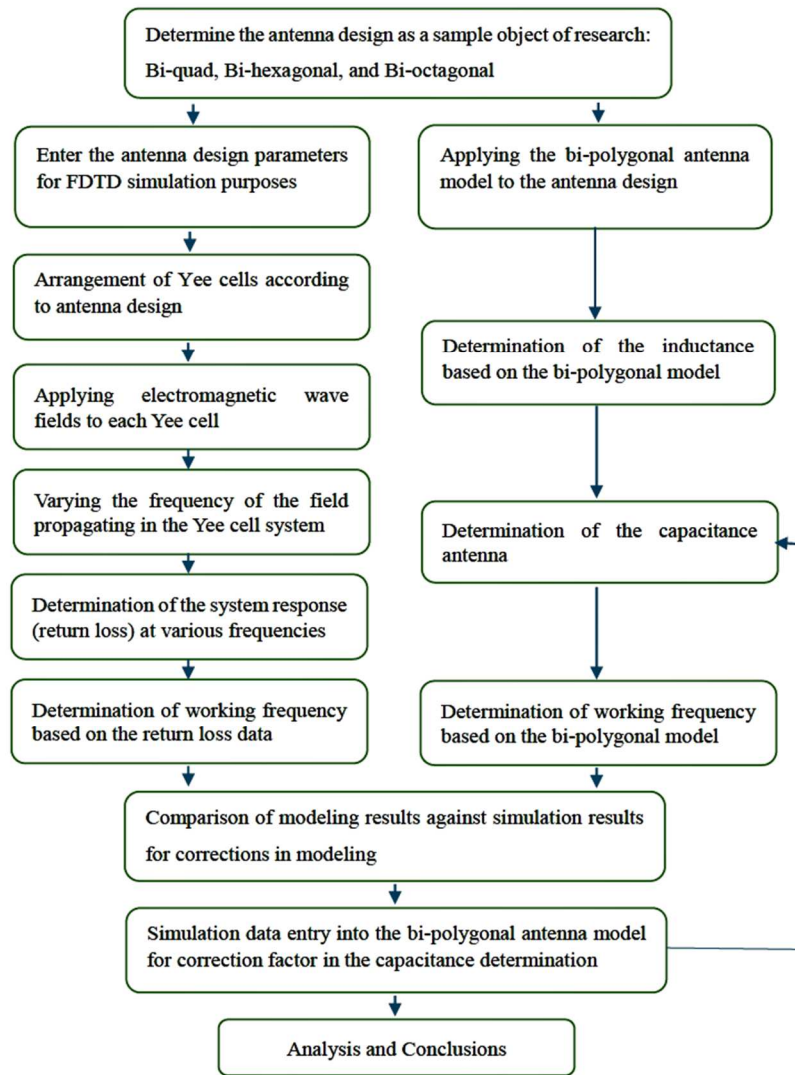 Determine the antenna design as a sample object of research:
Bi-quad, Bi-hexagonal, and Bi-octagonal
Enter the antenna design parameters
for FDTD simulation purposes
Applying the bi-polygonal antenna
model to the antenna design
Arrangement of Yee cells according
to antenna design
Determination of the inductance
based on the bi-polygonal model
Applying electromagnetic wave
fields to each Yee cell
Varying the frequency of the field
propagating in the Yee cell system
Determination of the capacitance
antenna
Determination of the system response
(return loss) at various frequencies
Determination of working frequency
based on the return loss data
Determination of working frequency
based on the bi-polygonal model
Comparison of modeling results against simulation results
for corrections in modeling
Simulation data entry into the bi-polygonal antenna model
for correction factor in the capacitance determination
Analysis and Conclusions